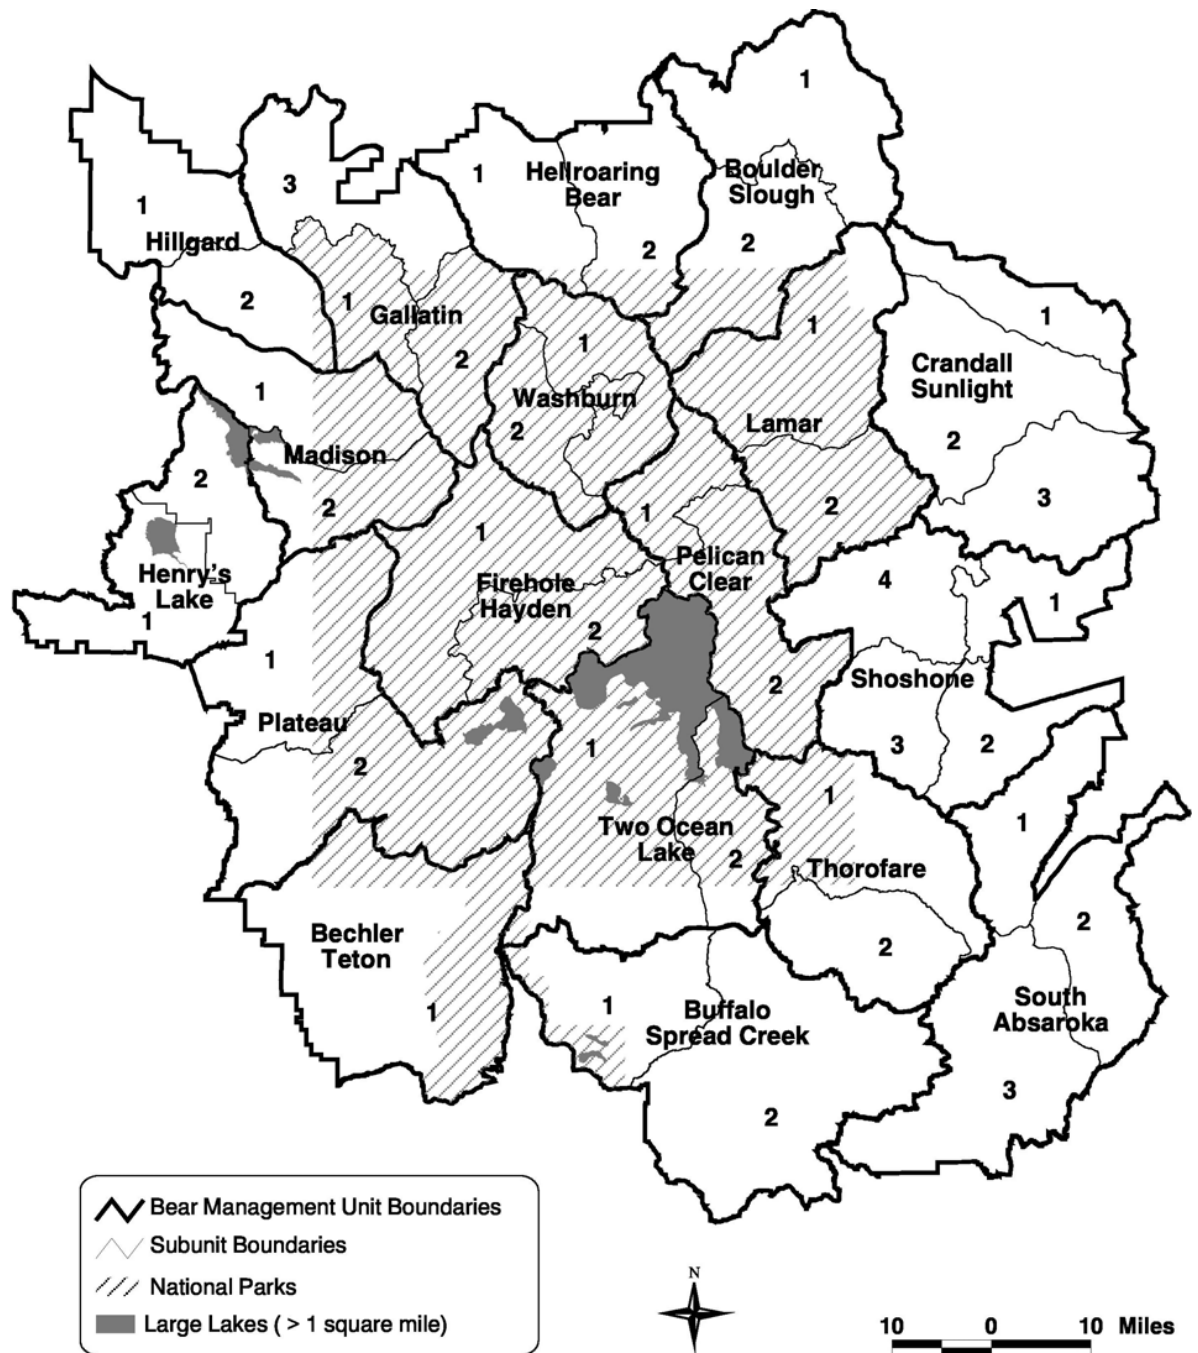 1
3
1
Hellroaring
Bear
Boulder
Slough
1
Hillgard
2
2
2
1
Gallatin
1
1
1
2
Crandall
Sunlight
1
Washburn
Lamar
2
2
Madison
2
3
2
1
1
2
Pelican
Clear
Henry's
Lake
Firehole
Hayden
4
1
1
2
1
2
Shoshone
Plateau
3
2
1
2
1
1
Two Ocean
Lake
2
Thorofare
2
Bechler
Teton
2
1
1
Buffalo
Spread Creek
South
Absaroka
3
2
Bear Management Unit Boundaries
Subunit Boundaries
National Parks
Large Lakes ( > 1 square mile)
N
10 0 10 Miles